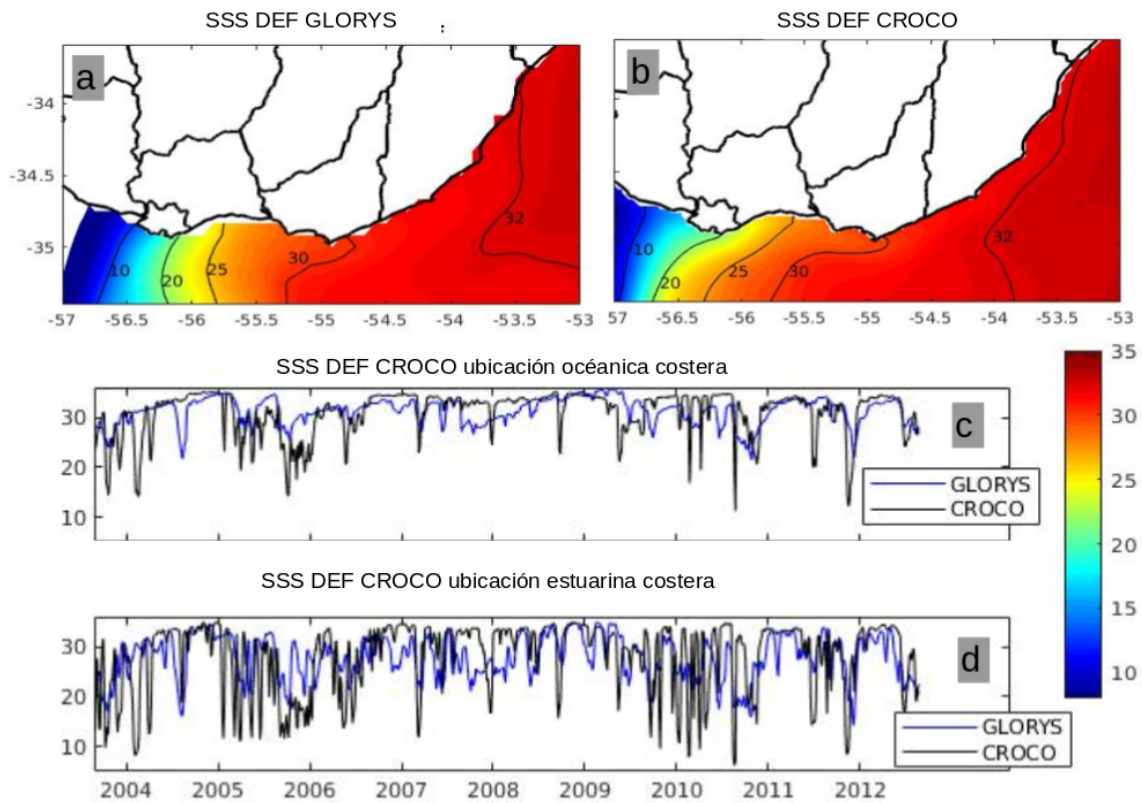 SSS DEF GLORYS
SSS DEF CROCO
a
-34
-34.5
-35
10
20
25
30
32
-57 -56.5 -56 -55.5 -55 -54.5 -54 -53.5 -53
b
10
20
25
30
32
57 -56.5 -56 -55.5 -55 -54.5 -54 -53.5 -53
SSS DEF CROCO ubicación océanica costera
30
20
10
c
GLORYS
CROCO
35
30
25
20
15
10
SSS DEF CROCO ubicación estuarina costera
30
20
10
d
GLORYS
CROCO
2004 2005 2006 2007 2008 2009 2010 2011 2012